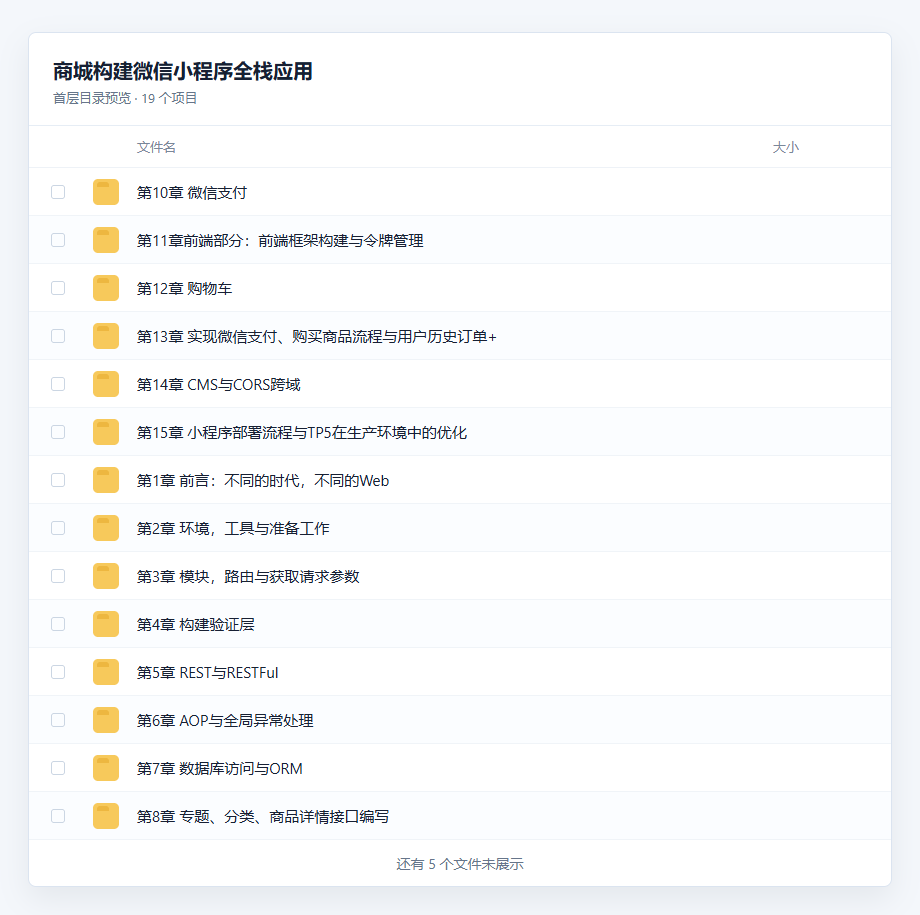 商城构建微信小程序全栈应用
首层目录预览 · 19 个项目
文件名 大小
第10章 微信支付
第11章前端部分：前端框架构建与令牌管理
第12章 购物车
第13章 实现微信支付、购买商品流程与用户历史订单+
第14章 CMS与CORS跨域
第15章 小程序部署流程与TP5在生产环境中的优化
第1章 前言：不同的时代，不同的Web
第2章 环境，工具与准备工作
第3章 模块，路由与获取请求参数
第4章 构建验证层
第5章 REST与RESTFul
第6章 AOP与全局异常处理
第7章 数据库访问与ORM
第8章 专题、分类、商品详情接口编写
还有 5 个文件未展示